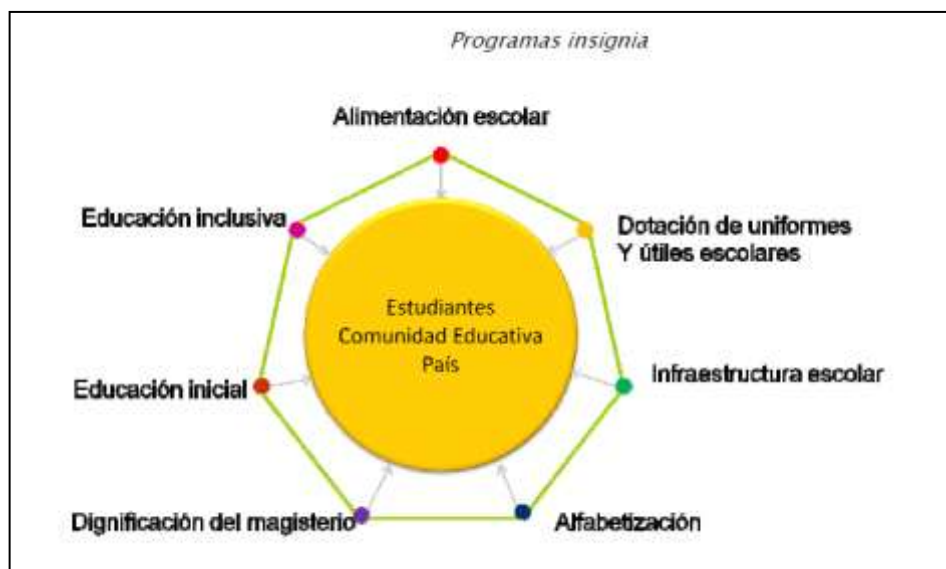 Programas insignia
Alimentación escolar
Educación inclusiva
Dotación de uniformes
Y útiles escolares
Estudiantes
Comunidad Educativa
País
Educación inicial
Infraestructura escolar
Dignificación del magisterio
Alfabetización